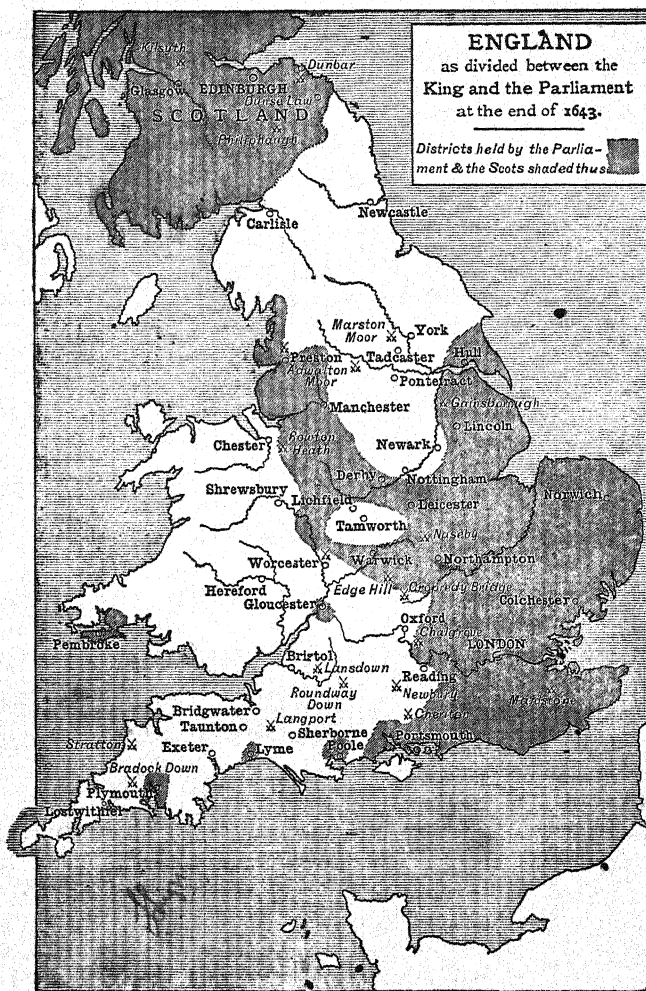 ENGLAND
as divided between the
King and the Parliament
at the end of 1643.
Districts held by the Parlia-
ment & the Scots shaded thus
Kilsyth
Dunbar
Glasgow
EDINBURGH
Dunse Law
SCOTLAND
Philiphaugh
Newcastle
Carlisle
Marston
Moor
York
Preston
Tadcaster
Hull
Adwalton
Moor
Pontefract
Manchester
Gainsborough
Lincoln
Chester
Rowton
Heath
Newark
Derby
Nottingham
Shrewsbury
Lichfield
Leicester
Norwich
Tamworth
Naseby
Worcester
Warwick
Northampton
Hereford
Edge Hill
Cropredy Bridge
Gloucester
Colchester
Oxford
Pembroke
Chalgrove
LONDON
Bristol
Lansdown
Reading
Roundway
Down
Newbury
Maidstone
Bridgwater
Langport
Cheriton
Taunton
Sherborne
Portsmouth
Stratton
Exeter
Lyme
Poole
Bradock Down
Plymouth
Lostwithiel